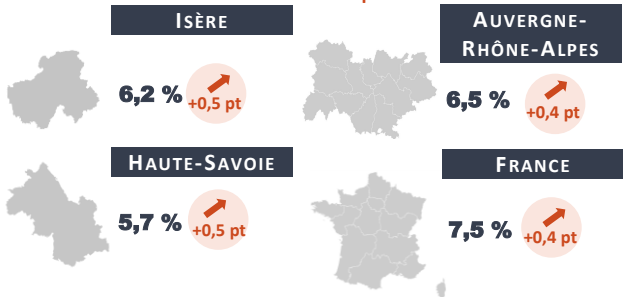 ISÈRE
6,2 %
+0,5 pt
AUVERGNE-
RHÔNE-ALPES
6,5 %
+0,4 pt
HAUTE-SAVOIE
5,7 %
+0,5 pt
FRANCE
7,5 %
+0,4 pt